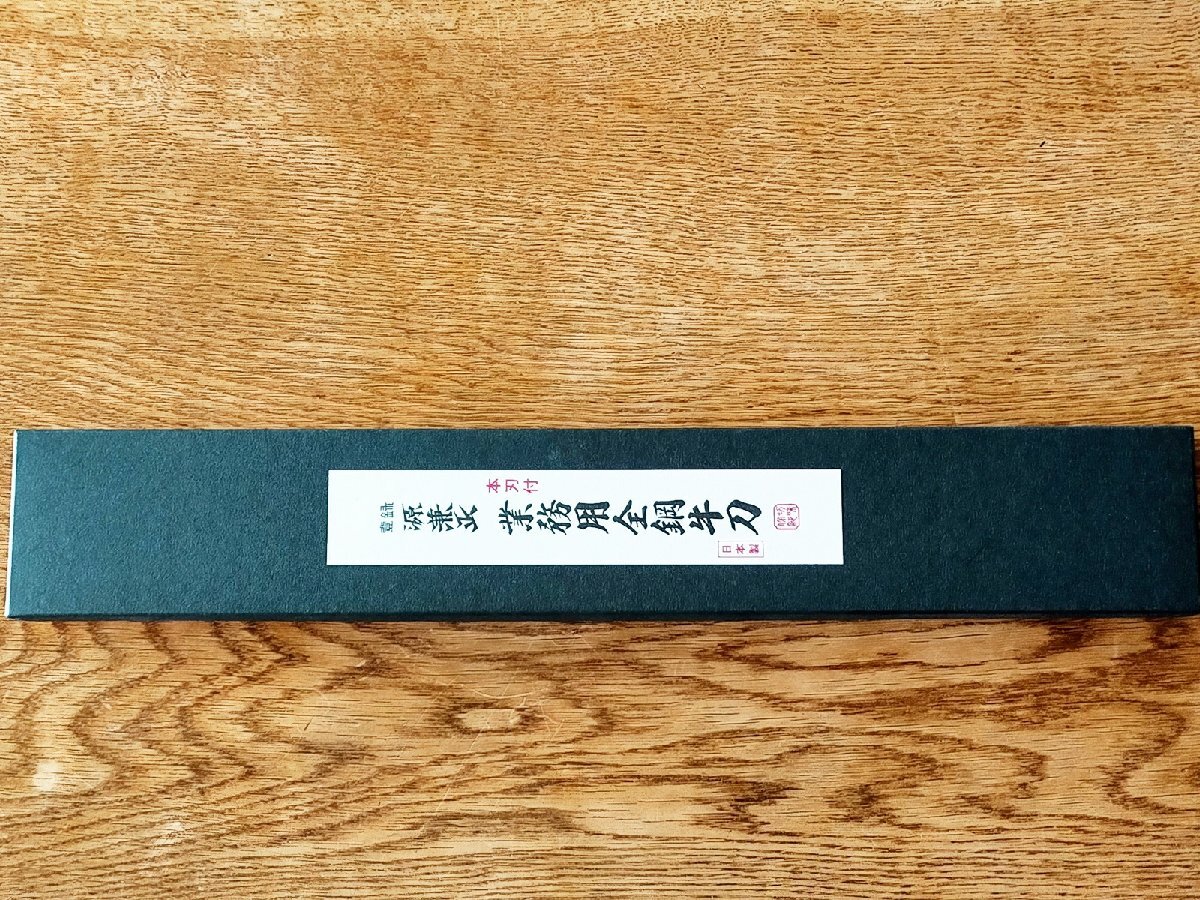 登録
源兼正
本刃付
業務用全鋼牛刀
日本製